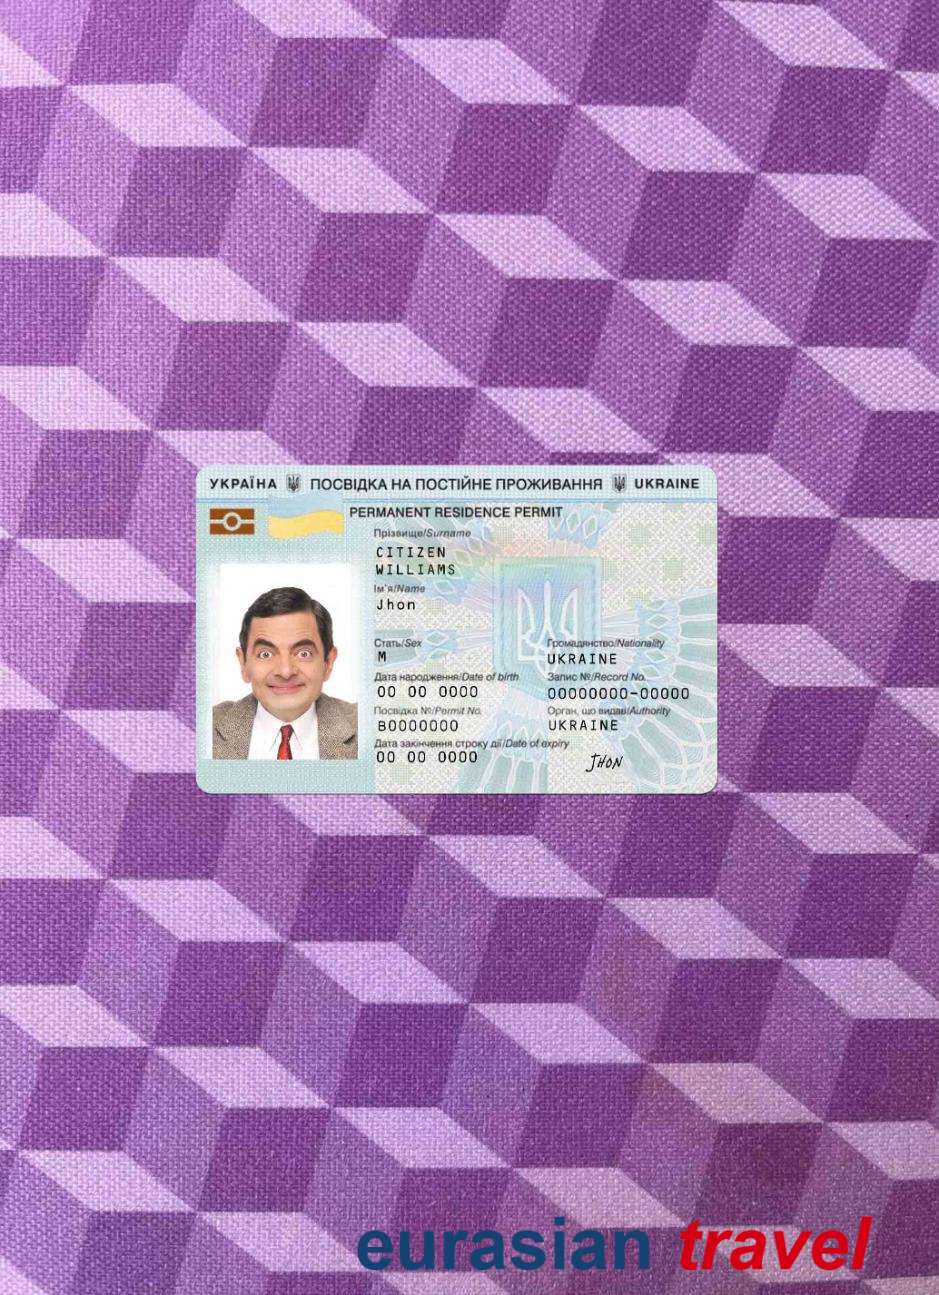 УКРАЇНА ПОСВІДКА НА ПОСТІЙНЕ ПРОЖИВАННЯ UKRAINE
PERMANENT RESIDENCE PERMIT
Прізвище/Surname
CITIZEN
WILLIAMS
Ім'я/Name
Jhon
Стать/Sex Громадянство/Nationality
M UKRAINE
Дата народження/Date of birth Запис №/Record No.
00 00 0000 00000000-00000
Посвідка №/Permit No. Орган, що видав/Authority
B0000000 UKRAINE
Дата закінчення строку дії/Date of expiry
00 00 0000 JHON
eurasian travel